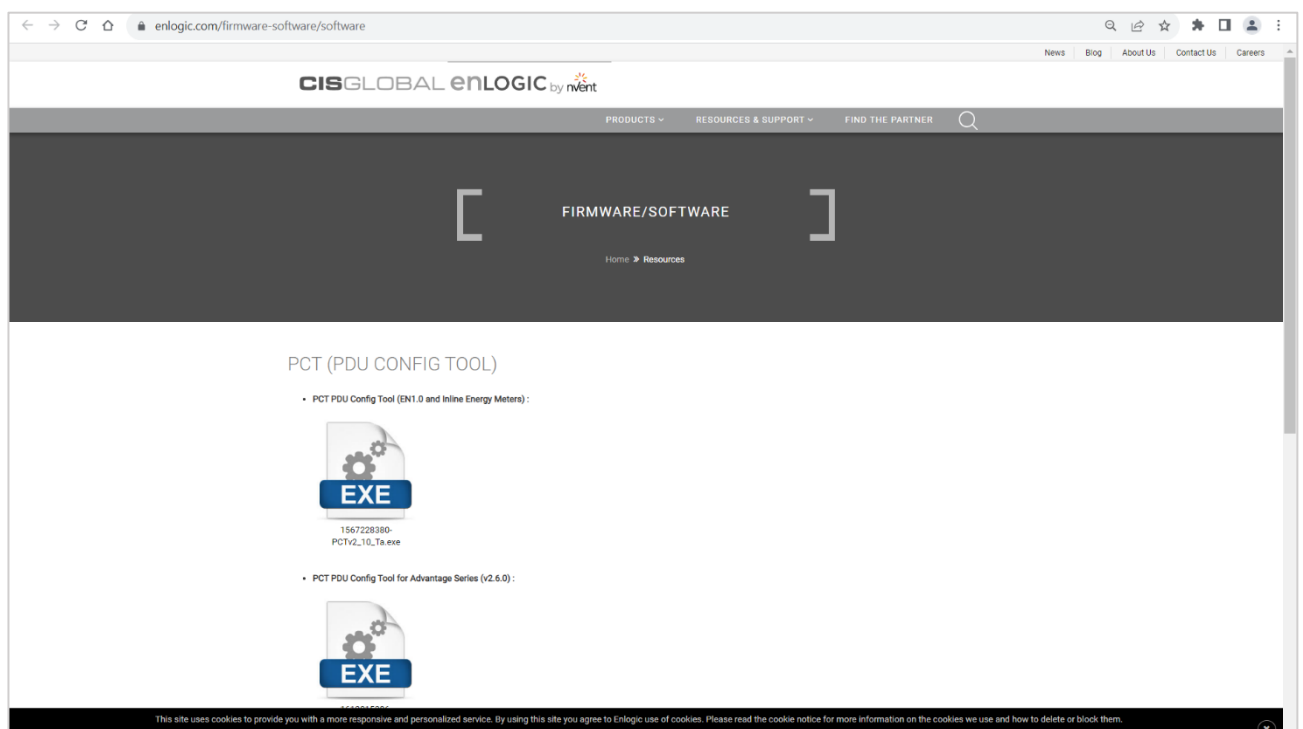 enlogic.com/firmware-software/software
News Blog About Us Contact Us Careers
CISGLOBAL enLOGIC by nvent
PRODUCTS RESOURCES & SUPPORT FIND THE PARTNER
FIRMWARE/SOFTWARE
Home » Resources
PCT (PDU CONFIG TOOL)
• PCT PDU Config Tool (EN1.0 and Inline Energy Meters) :
EXE
1567228380-
PCTv2_10_Ta.exe
• PCT PDU Config Tool for Advantage Series (v2.6.0) :
EXE
This site uses cookies to provide you with a more responsive and personalized service. By using this site you agree to Enlogic use of cookies. Please read the cookie notice for more information on the cookies we use and how to delete or block them.